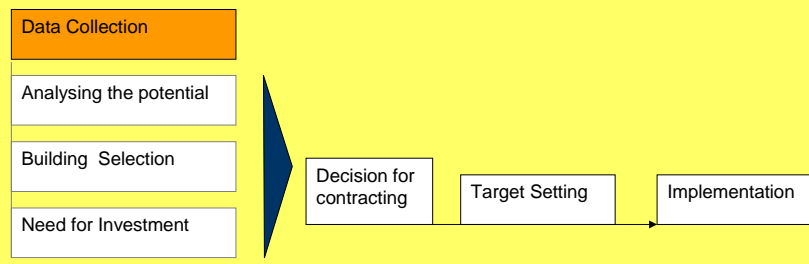 Data Collection
Analysing the potential
Building Selection
Need for Investment
Decision for
contracting
Target Setting
Implementation